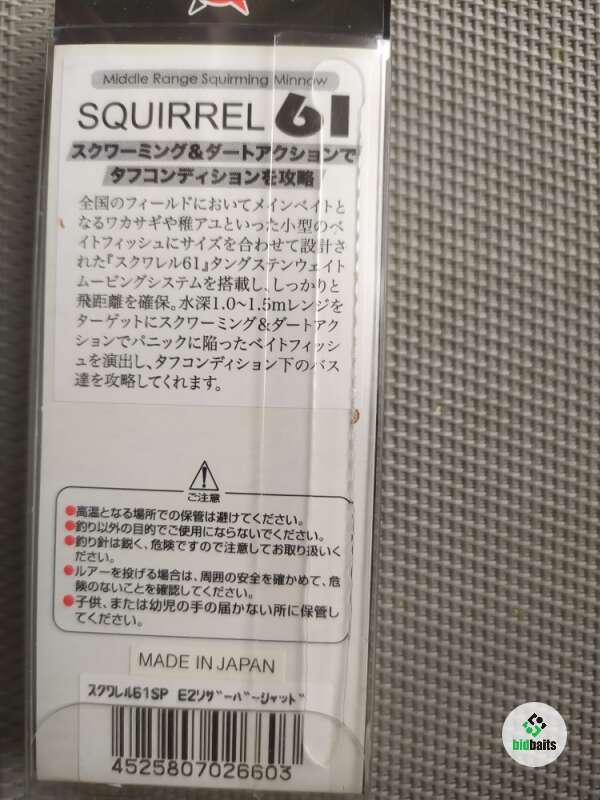 Middle Range Squirming Minnow
SQUIRREL 61
スクワーミング&ダートアクションで
タフコンディションを攻略!
全国のフィールドにおいてメインベイトと
なるワカサギや稚アユといった小型のベ
イトフィッシュにサイズを合わせて設計さ
れた『スクワレル61』タングステンウェイト
ムービングシステムを搭載し、しっかりと
飛距離を確保。水深1.0~1.5mレンジを
ターゲットにスクワーミング&ダートアク
ションでパニックに陥ったベイトフィッシ
ュを演出し、タフコンディション下のバス
達を攻略してくれます。
ご注意
●高温となる場所での保管は避けてください。
●釣り以外の目的でご使用にならないでください。
●釣り針は鋭く、危険ですので注意してお取り扱いく
ださい。
●ルアーを投げる場合は、周囲の安全を確かめて、危
険のないことを確認してください。
●子供、または幼児の手の届かない所に保管し
てください。
MADE IN JAPAN
スクワレル61SP E2リザーバーシャッド
4525807026603
bidbaits